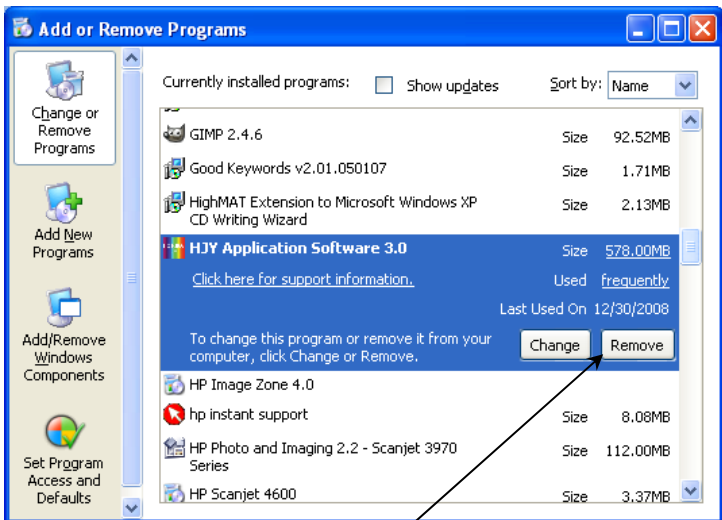 Add or Remove Programs
Change or
Remove
Programs
Add New
Programs
Add/Remove
Windows
Components
Set Program
Access and
Defaults
Currently installed programs: Show updates Sort by: Name
GIMP 2.4.6 Size 92.52MB
Good Keywords v2.01.050107 Size 1.71MB
HighMAT Extension to Microsoft Windows XP Size 2.13MB
CD Writing Wizard
HJY Application Software 3.0 Size 578.00MB
Click here for support information. Used frequently
Last Used On 12/30/2008
To change this program or remove it from your
computer, click Change or Remove. Change Remove
HP Image Zone 4.0
hp instant support Size 8.08MB
HP Photo and Imaging 2.2 - Scanjet 3970 Size 112.00MB
Series
HP Scanjet 4600 Size 3.37MB